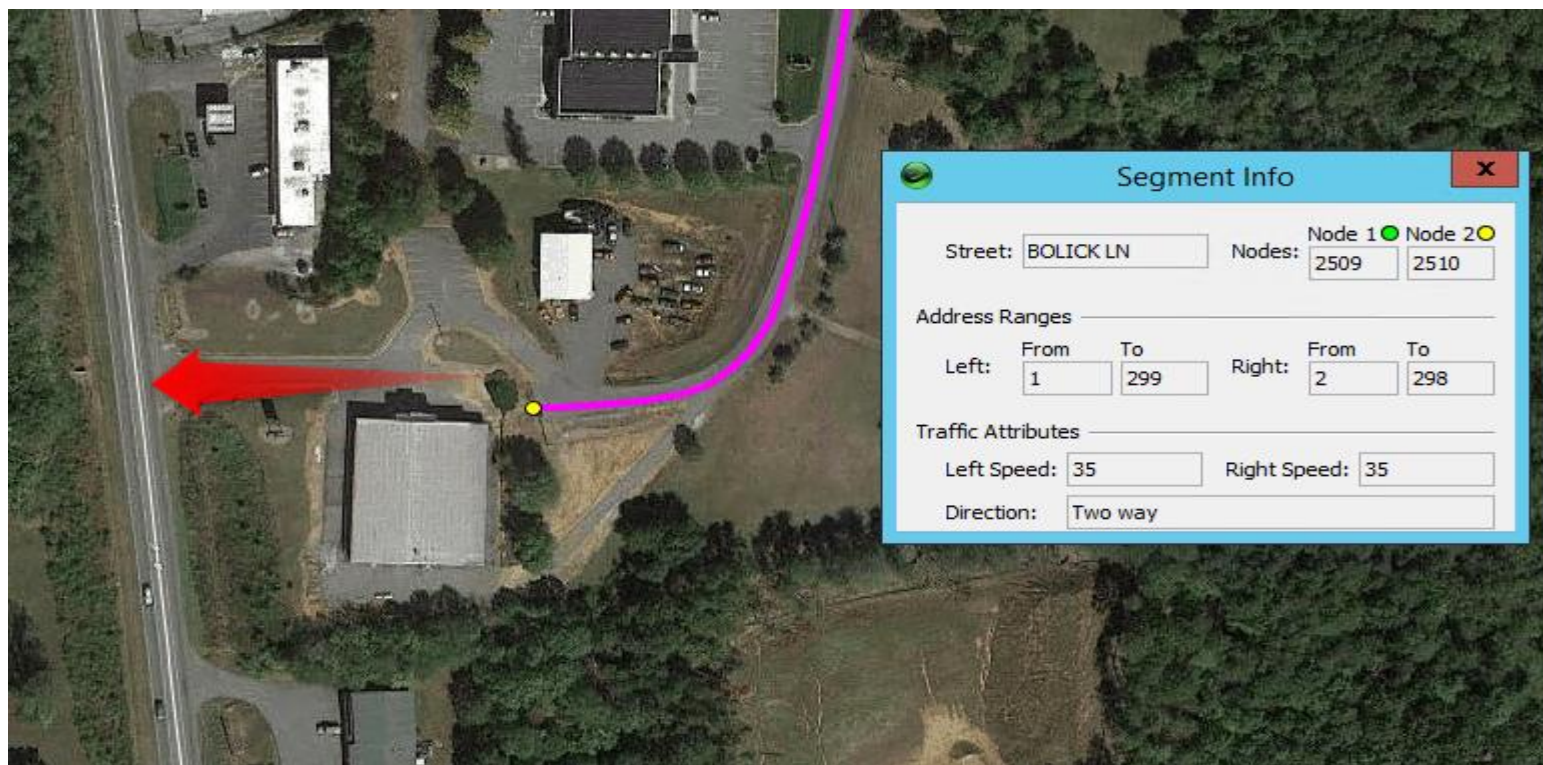 Segment Info
x
Node 1 Node 2
Street: BOLICK LN Nodes: 2509 2510
Address Ranges
From To From To
Left: 1 299 Right: 2 298
Traffic Attributes
Left Speed: 35 Right Speed: 35
Direction: Two way